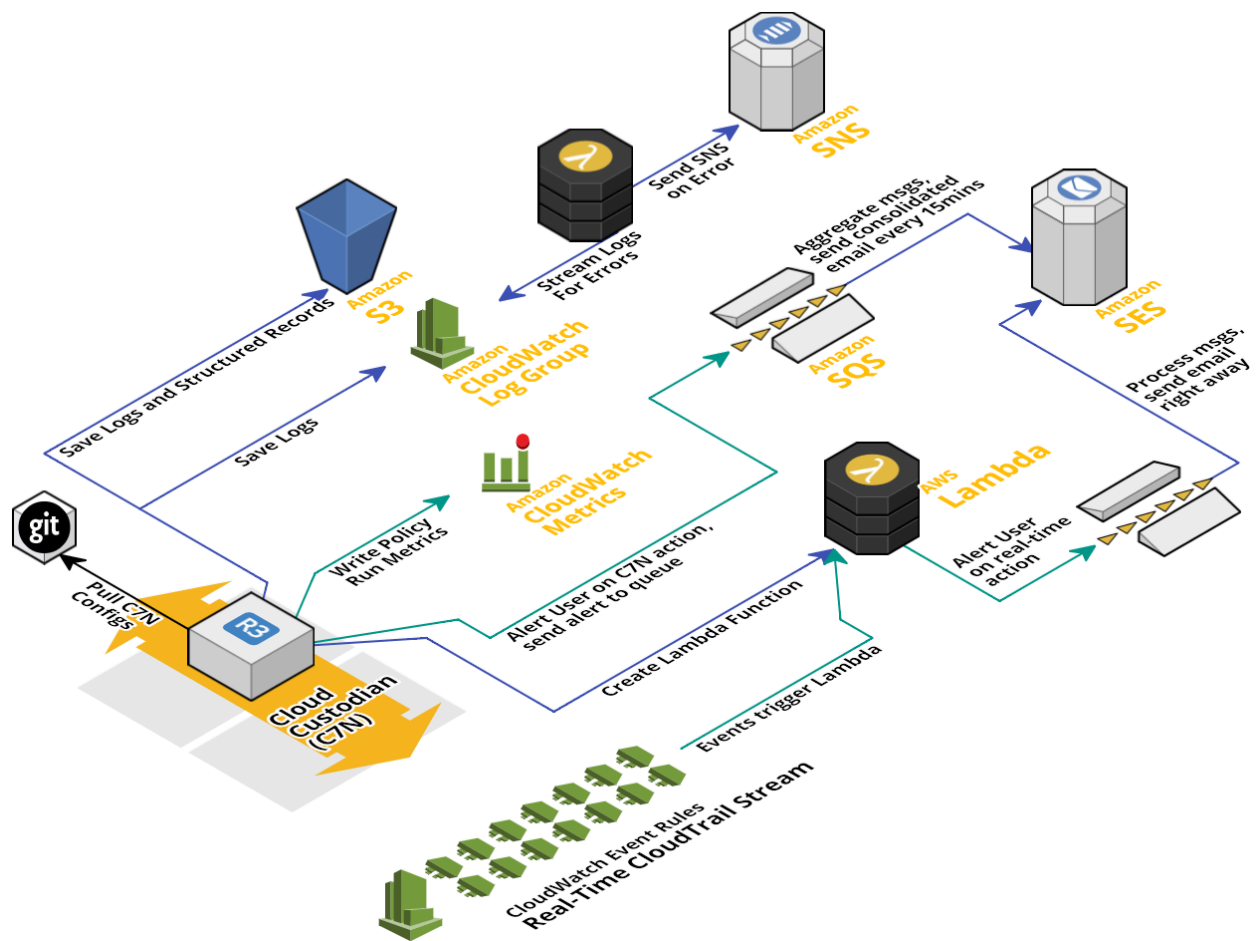 Amazon
SNS
Send SNS
on Error
Stream Logs
For Errors
Aggregate msgs,
send consolidated
email every 15mins
Amazon
S3
Save Logs and Structured Records
Amazon
CloudWatch
Log Group
Save Logs
Amazon
SQS
Amazon
SES
Process msgs,
send email
right away
Amazon
CloudWatch
Metrics
Write Policy
Run Metrics
AWS
Lambda
Alert User
on real-time
action
git
Pull C7N
Configs
R3
Alert User on C7N action,
send alert to queue
Create Lambda Function
Cloud
Custodian
(C7N)
Events trigger Lambda
CloudWatch Event Rules
Real-Time CloudTrail Stream